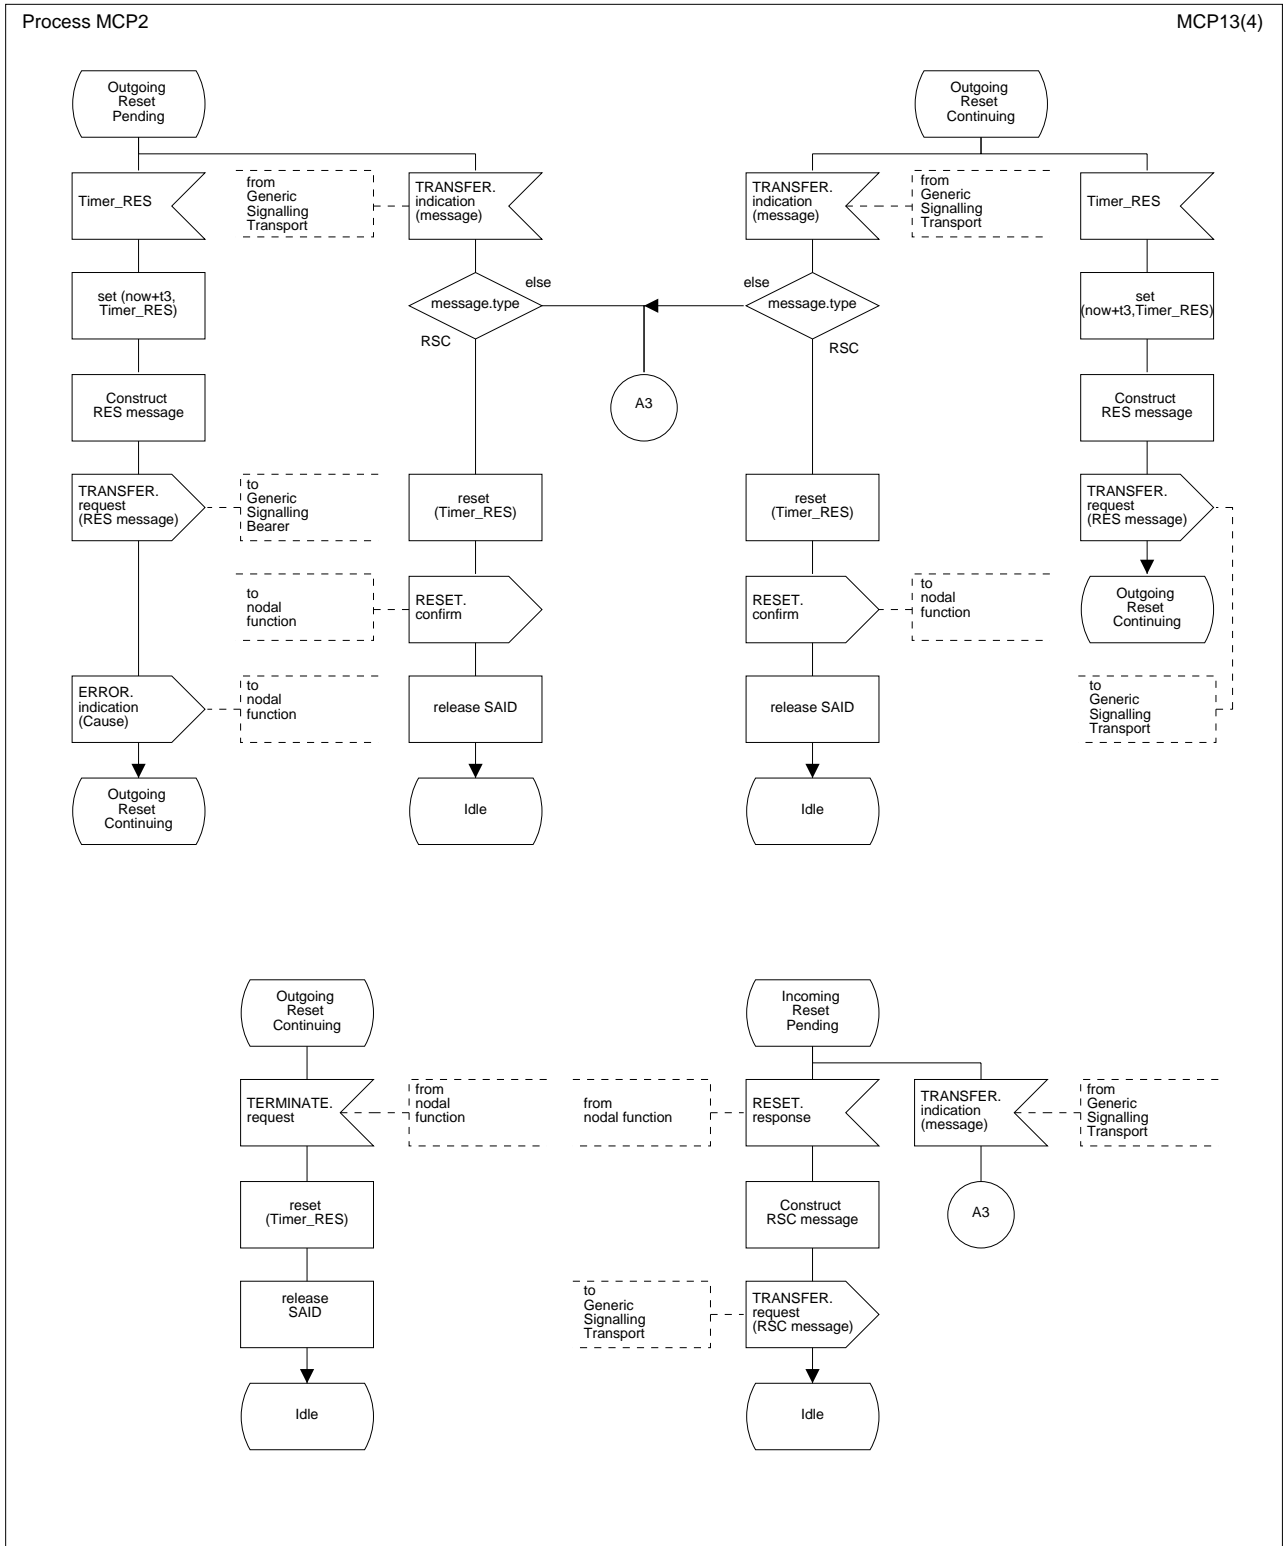 Process MCP2
MCP13(4)
Outgoing
Reset
Pending
Outgoing
Reset
Continuing
Timer_RES
from
Generic
Signalling
Transport
TRANSFER.
indication
(message)
TRANSFER.
indication
(message)
from
Generic
Signalling
Transport
Timer_RES
set (now+t3,
Timer_RES)
message.type
else
RSC
else
message.type
RSC
set
(now+t3,Timer_RES)
Construct
RES message
A3
Construct
RES message
TRANSFER.
request
(RES message)
to
Generic
Signalling
Bearer
reset
(Timer_RES)
reset
(Timer_RES)
TRANSFER.
request
(RES message)
to
nodal
function
RESET.
confirm
RESET.
confirm
to
nodal
function
Outgoing
Reset
Continuing
ERROR.
indication
(Cause)
to
nodal
function
release SAID
release SAID
to
Generic
Signalling
Transport
Outgoing
Reset
Continuing
Idle
Idle
Outgoing
Reset
Continuing
Incoming
Reset
Pending
TERMINATE.
request
from
nodal
function
from
nodal function
RESET.
response
TRANSFER.
indication
(message)
from
Generic
Signalling
Transport
reset
(Timer_RES)
Construct
RSC message
A3
release
SAID
to
Generic
Signalling
Transport
TRANSFER.
request
(RSC message)
Idle
Idle